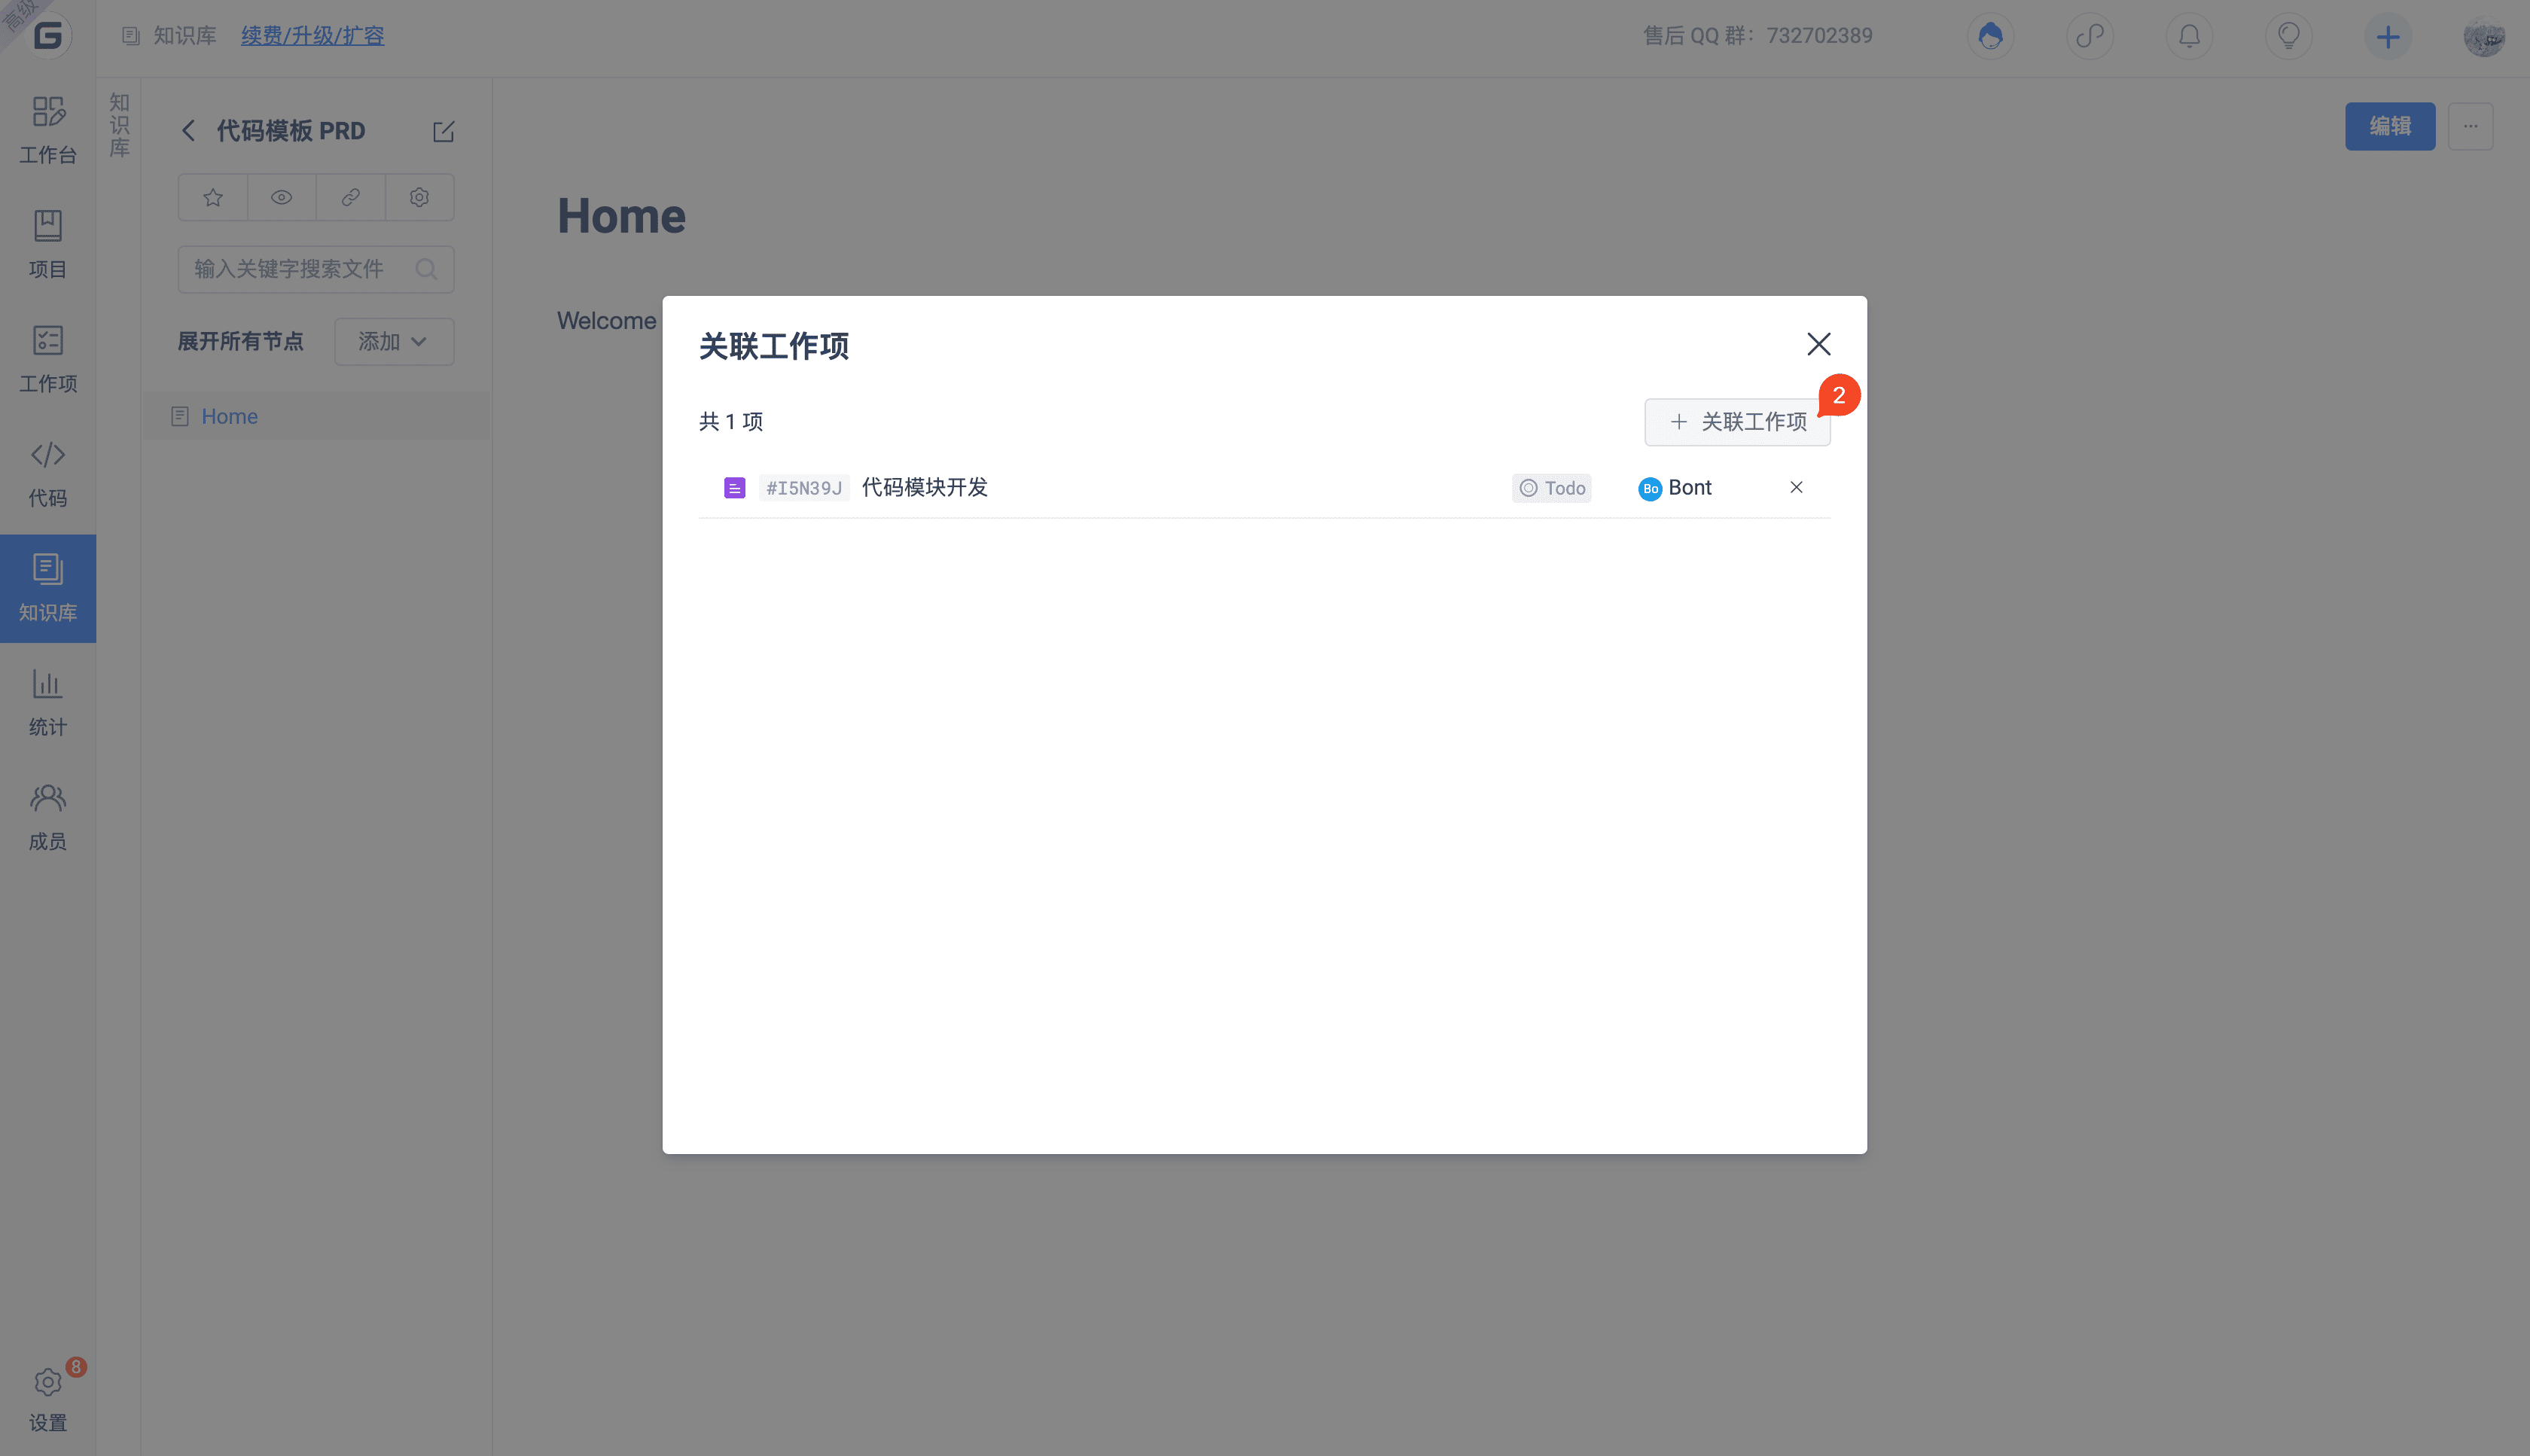 高级
知识库 续费/升级/扩容 售后 QQ 群：732702389
工作台
项目
工作项
代码
知识库
统计
成员
8
设置
知识库
代码模板 PRD
输入关键字搜索文件
展开所有节点 添加
Home
编辑 ...
Home
Welcome
关联工作项
共 1 项 + 关联工作项 2
#I5N39J 代码模块开发 Todo Bo Bont